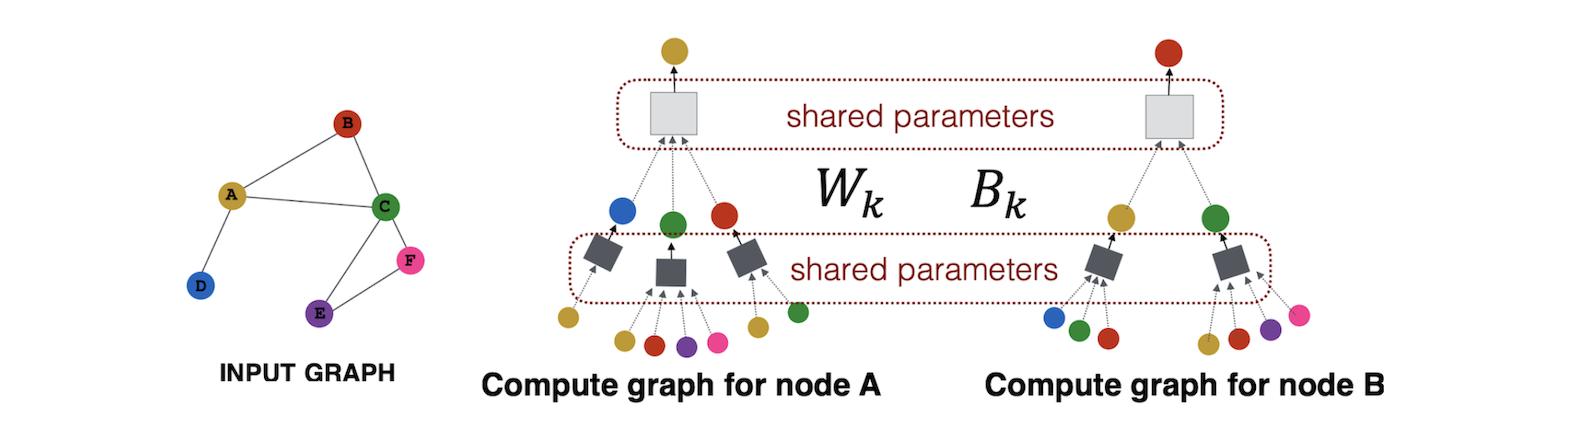 B
A
C
F
D
E
INPUT GRAPH
shared parameters
W_k B_k
shared parameters
Compute graph for node A
Compute graph for node B